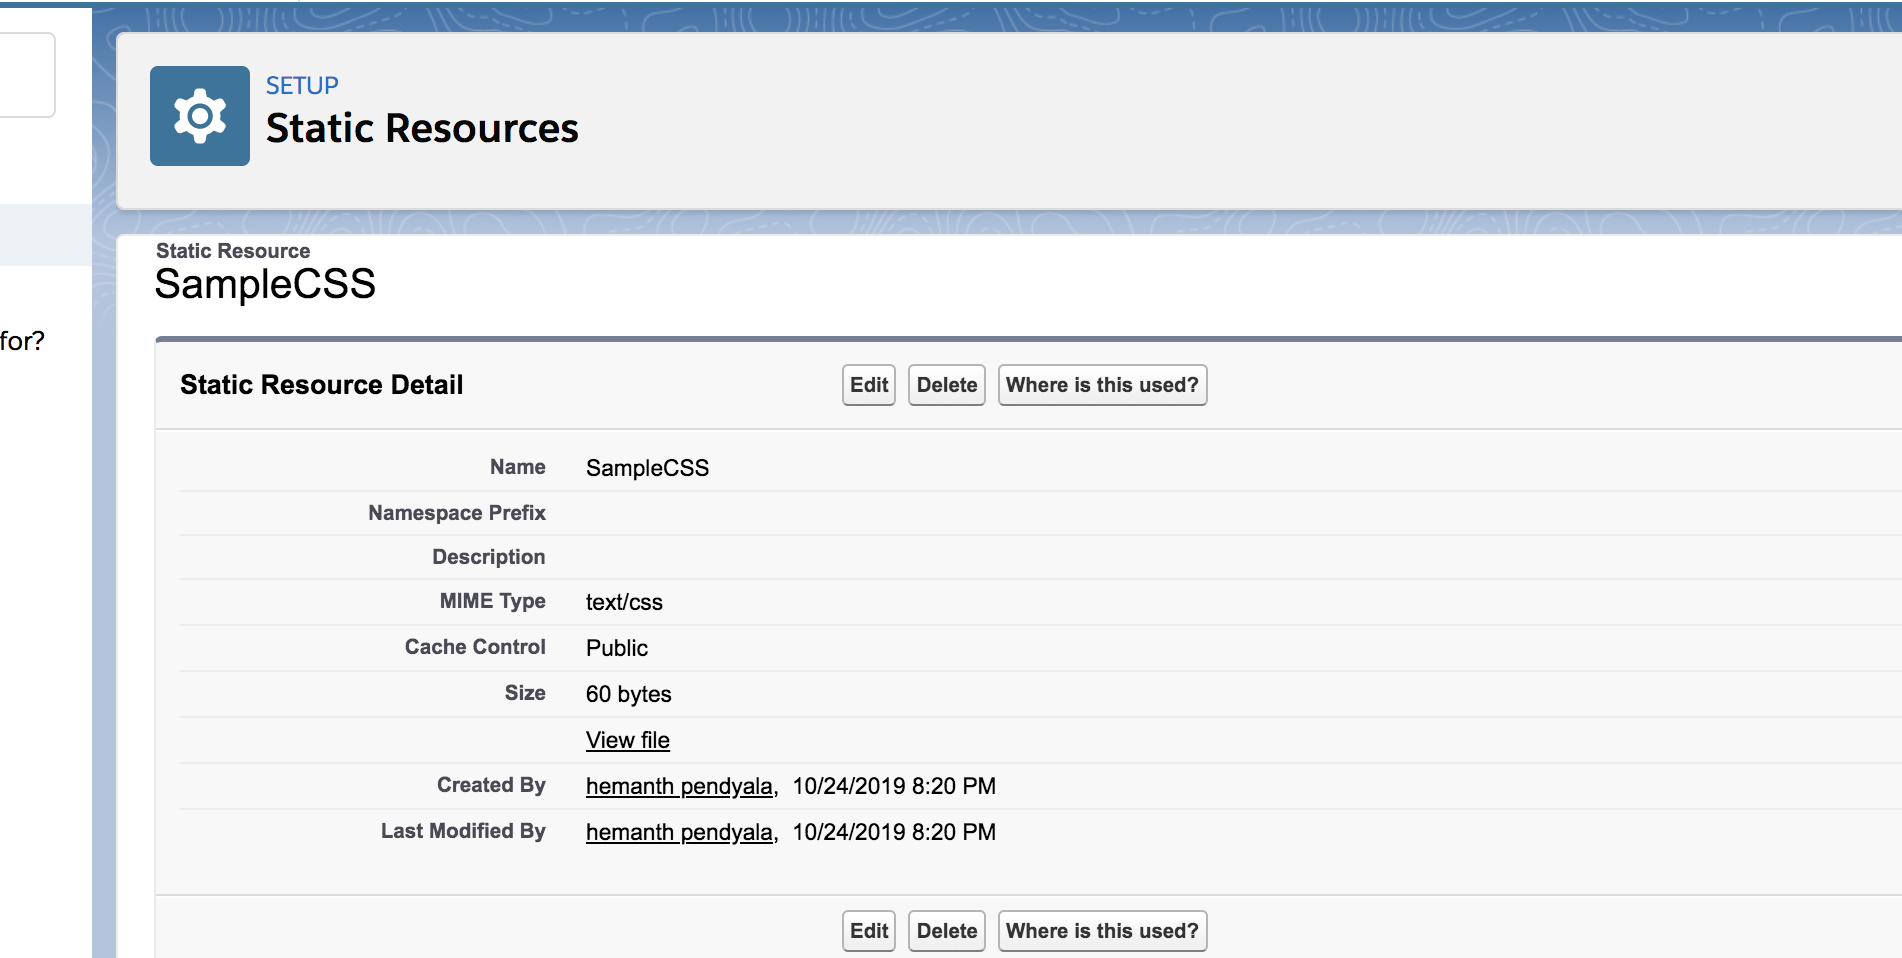 SETUP
Static Resources
Static Resource
SampleCSS
for?
Static Resource Detail
Edit Delete Where is this used?
Name SampleCSS
Namespace Prefix
Description
MIME Type text/css
Cache Control Public
Size 60 bytes
View file
Created By hemanth pendyala, 10/24/2019 8:20 PM
Last Modified By hemanth pendyala, 10/24/2019 8:20 PM
Edit Delete Where is this used?